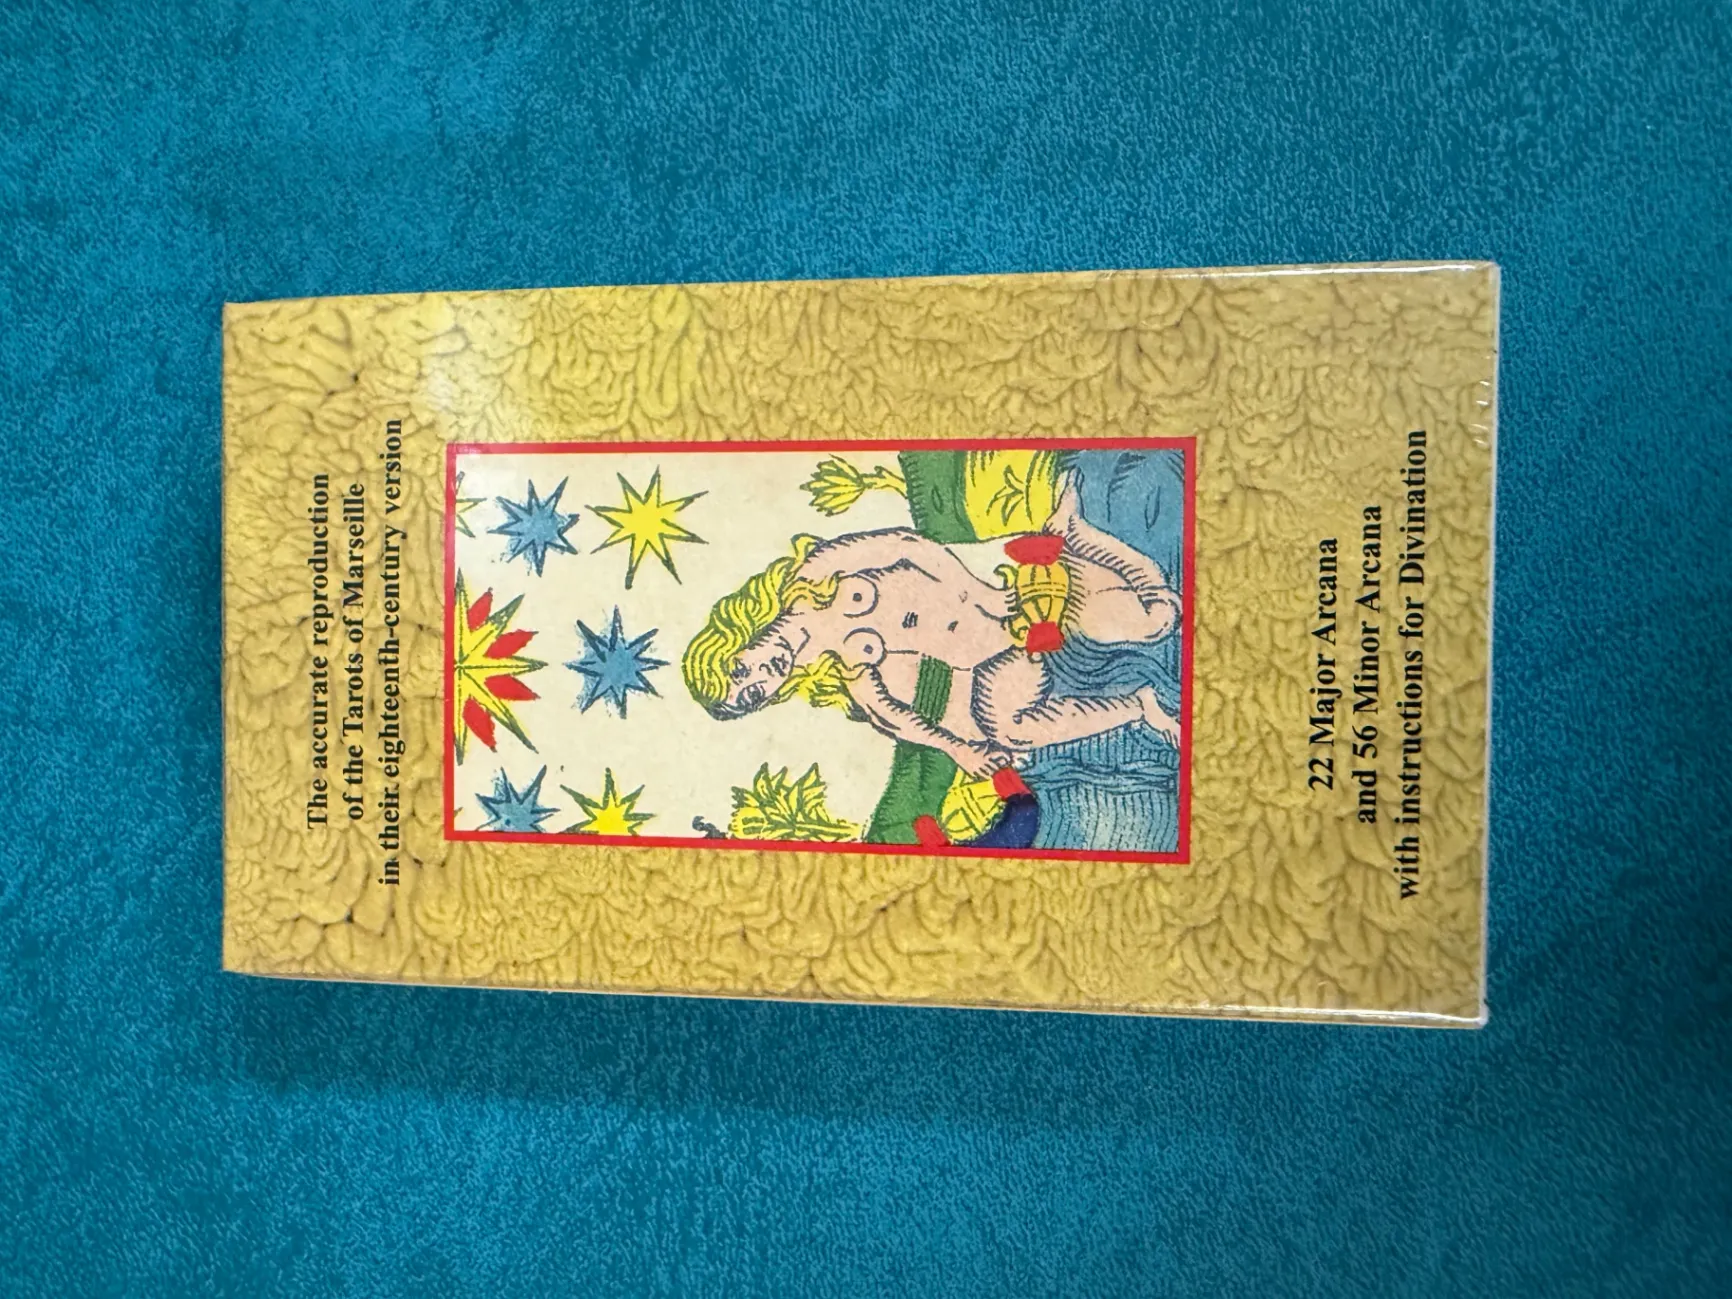 The accurate reproduction
of the Tarots of Marseille
in their eighteenth-century version
22 Major Arcana
and 56 Minor Arcana
with instructions for Divination